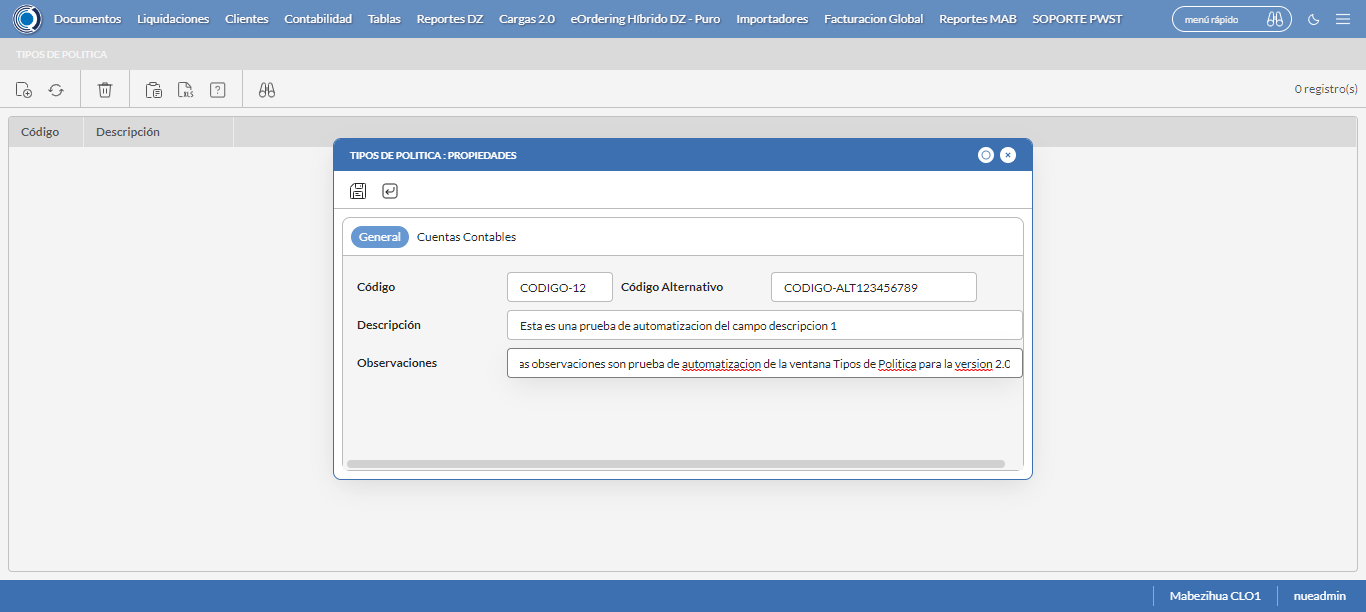 Documentos Liquidaciones Clientes Contabilidad Tablas Reportes DZ Cargas 2.0 eOrdering Híbrido DZ - Puro Importadores Facturacion Global Reportes MAB SOPORTE PWST menú rápido
TIPOS DE POLITICA
XLS ? 0 registro(s)
Código Descripción
TIPOS DE POLITICA : PROPIEDADES
General Cuentas Contables
Código CODIGO-12 Código Alternativo CODIGO-ALT123456789
Descripción Esta es una prueba de automatizacion del campo descripcion 1
Observaciones as observaciones son prueba de automatizacion de la ventana Tipos de Politica para la version 2.0
Mabezihua CLO1 nueadmin